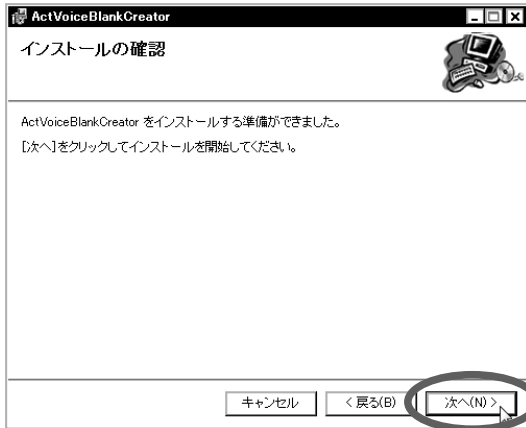 ActVoiceBlankCreator
インストールの確認
ActVoiceBlankCreator をインストールする準備ができました。
[次へ]をクリックしてインストールを開始してください。
キャンセル
< 戻る(B)
次へ(N) >